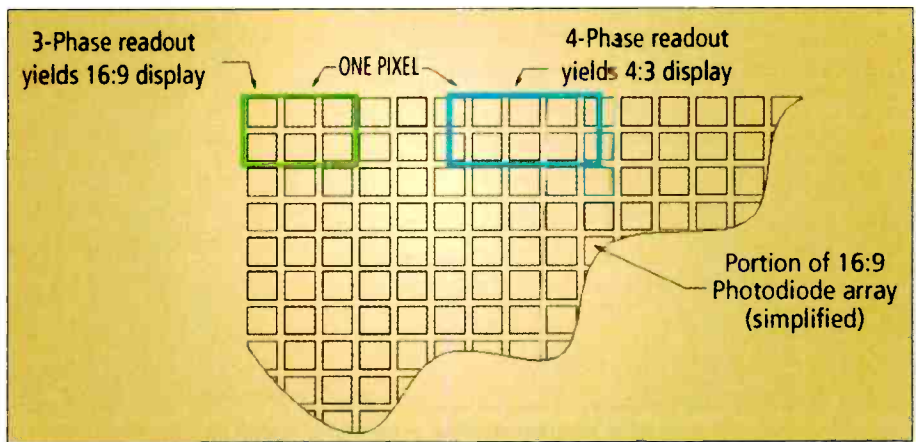 3-Phase readout
yields 16:9 display
ONE PIXEL
4-Phase readout
yields 4:3 display
Portion of 16:9
Photodiode array
(simplified)